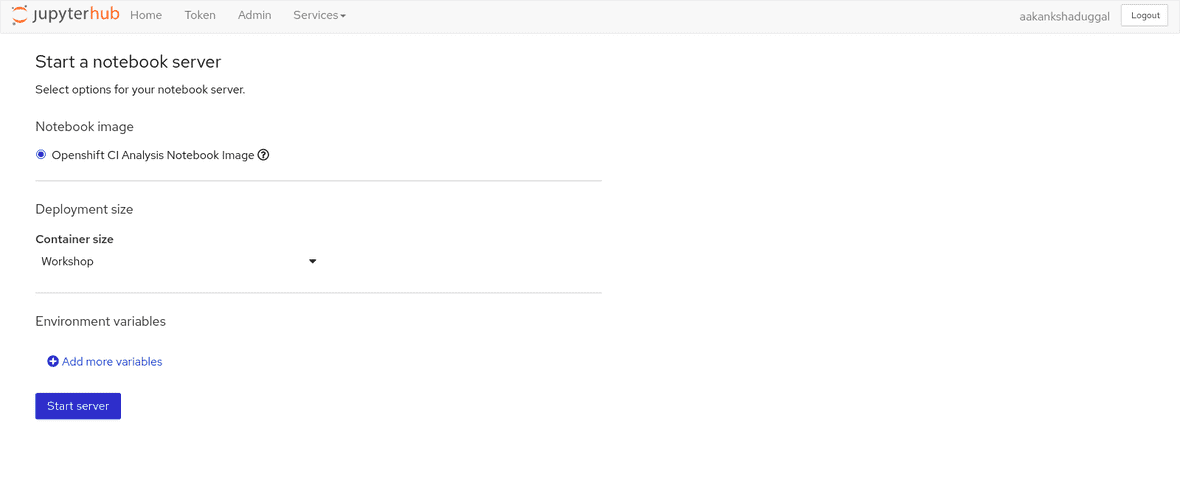 jupyterhub Home Token Admin Services aakankshaduggal Logout
Start a notebook server
Select options for your notebook server.
Notebook image
Openshift CI Analysis Notebook Image ?
Deployment size
Container size
Workshop
Environment variables
Add more variables
Start server